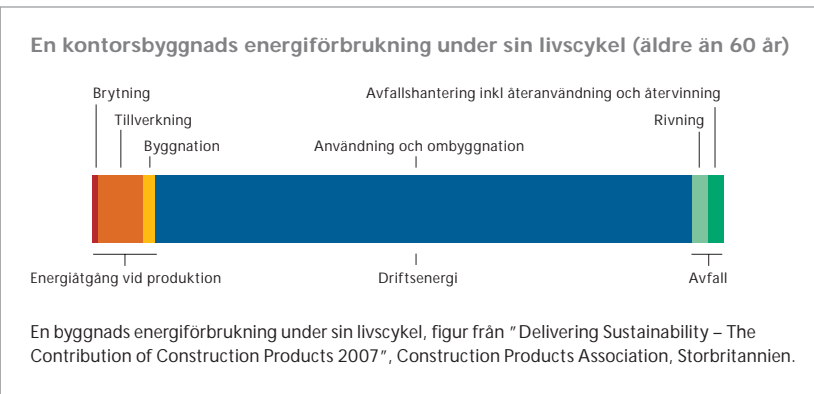 En kontorsbyggnads energiförbrukning under sin livscykel (äldre än 60 år)
Brytning
Avfallshantering inkl återanvändning och återvinning
Tillverkning
Rivning
Byggnation
Användning och ombyggnation
Energiåtgång vid produktion
Driftsenergi
Avfall
En byggnads energiförbrukning under sin livscykel, figur från ”Delivering Sustainability – The
Contribution of Construction Products 2007”, Construction Products Association, Storbritannien.